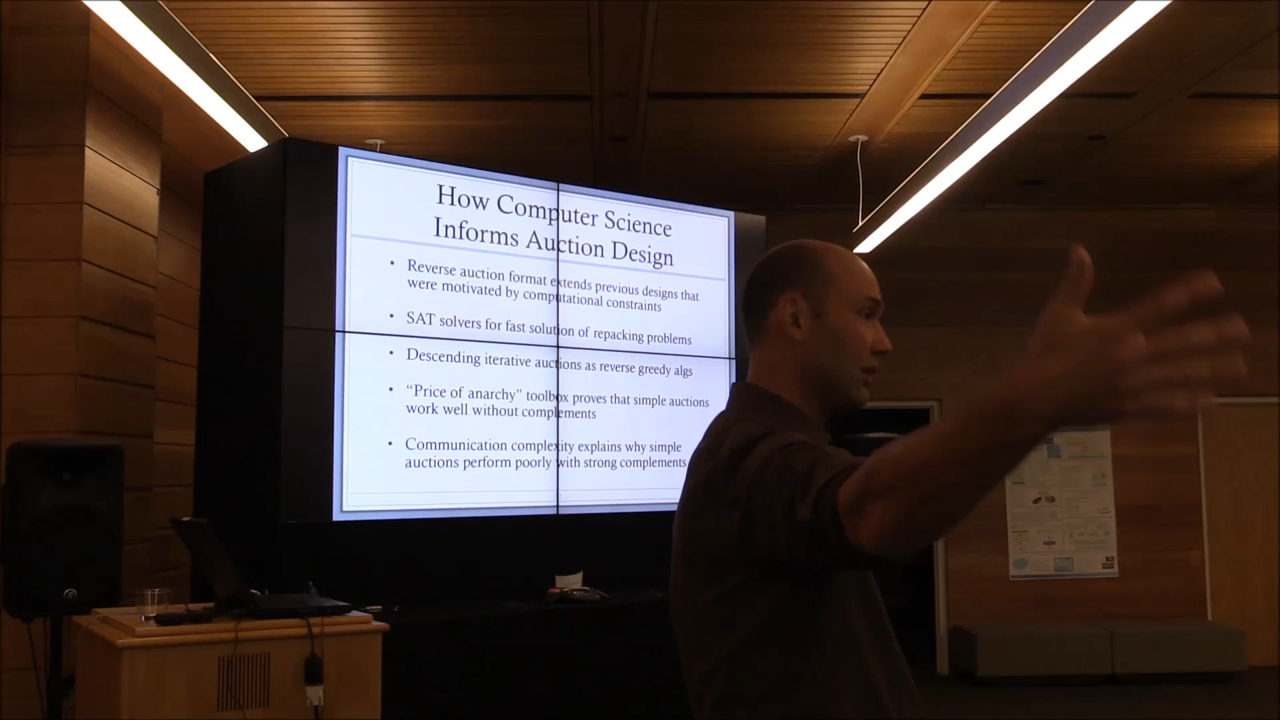 How Computer Science
Informs Auction Design
• Reverse auction format extends previous designs that
were motivated by computational constraints
• SAT solvers for fast solution of repacking problems
• Descending iterative auctions as reverse greedy algs
• “Price of anarchy” toolbox proves that simple auctions
work well without complements
• Communication complexity explains why simple
auctions perform poorly with strong complements